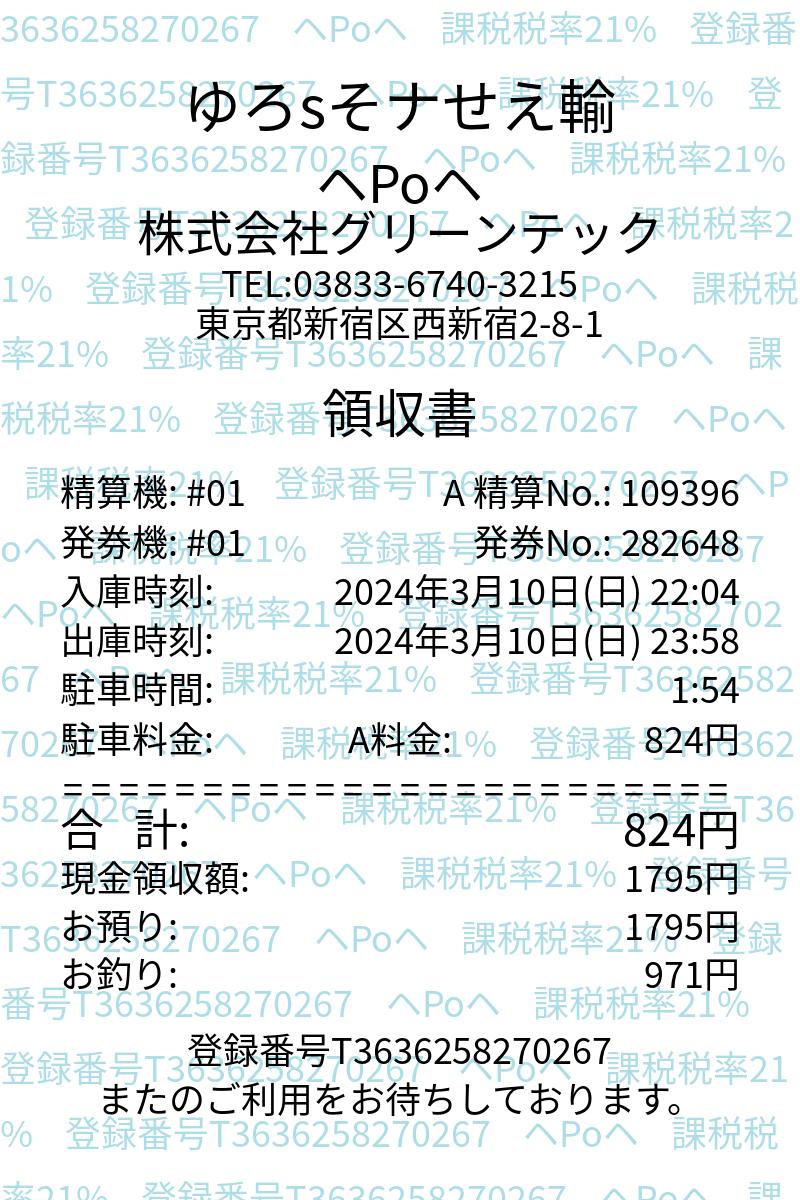 ゆろsそナせえ輸
へPoへ
株式会社グリーンテック
TEL:03833-6740-3215
東京都新宿区西新宿2-8-1
領収書
精算機: #01 A 精算No.: 109396
発券機: #01 発券No.: 282648
入庫時刻: 2024年3月10日(日) 22:04
出庫時刻: 2024年3月10日(日) 23:58
駐車時間: 1:54
駐車料金: A料金: 824円
========================
合 計: 824円
現金領収額: 1795円
お預り: 1795円
お釣り: 971円
登録番号T3636258270267
またのご利用をお待ちしております。
3636258270267 へPoへ 課税税率21% 登録番
号T3636258270267 へPoへ 課税税率21% 登
録番号T3636258270267 へPoへ 課税税率21%
登録番号T3636258270267 へPoへ 課税税率2
1% 登録番号T3636258270267 へPoへ 課税税
率21% 登録番号T3636258270267 へPoへ 課
税税率21% 登録番号T3636258270267 へPoへ
課税税率21% 登録番号T3636258270267 へP
oへ 課税税率21% 登録番号T3636258270267
へPoへ 課税税率21% 登録番号T36362582702
67 へPoへ 課税税率21% 登録番号T36362582
70267 へPoへ 課税税率21% 登録番号T36362
58270267 へPoへ 課税税率21% 登録番号T36
36258270267 へPoへ 課税税率21% 登録番号
T3636258270267 へPoへ 課税税率21% 登録
番号T3636258270267 へPoへ 課税税率21%
登録番号T3636258270267 へPoへ 課税税率21
% 登録番号T3636258270267 へPoへ 課税税
率21% 登録番号T3636258270267 へPoへ 課